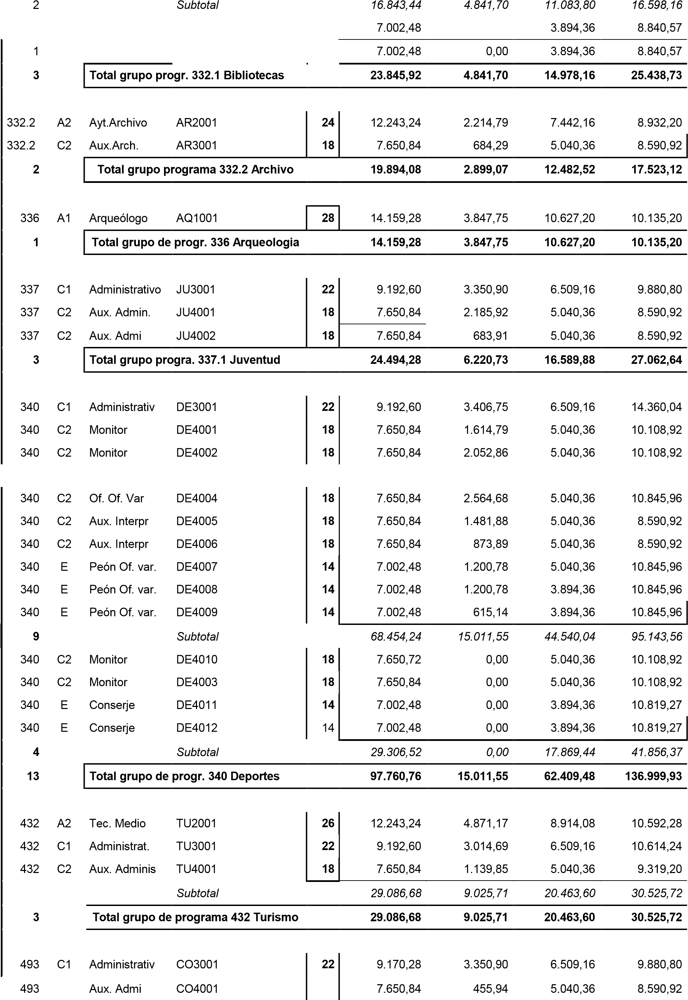 2 Subtotal 16.843,44 4.841,70 11.083,80 16.598,16
7.002,48 3.894,36 8.840,57
1 7.002,48 0,00 3.894,36 8.840,57
3 Total grupo progr. 332.1 Bibliotecas 23.845,92 4.841,70 14.978,16 25.438,73
332.2 A2 Ayt.Archivo AR2001 24 12.243,24 2.214,79 7.442,16 8.932,20
332.2 C2 Aux.Arch. AR3001 18 7.650,84 684,29 5.040,36 8.590,92
2 Total grupo programa 332.2 Archivo 19.894,08 2.899,07 12.482,52 17.523,12
336 A1 Arqueólogo AQ1001 28 14.159,28 3.847,75 10.627,20 10.135,20
1 Total grupo de progr. 336 Arqueologia 14.159,28 3.847,75 10.627,20 10.135,20
337 C1 Administrativo JU3001 22 9.192,60 3.350,90 6.509,16 9.880,80
337 C2 Aux. Admin. JU4001 18 7.650,84 2.185,92 5.040,36 8.590,92
337 C2 Aux. Admi JU4002 18 7.650,84 683,91 5.040,36 8.590,92
3 Total grupo progra. 337.1 Juventud 24.494,28 6.220,73 16.589,88 27.062,64
340 C1 Administrativ DE3001 22 9.192,60 3.406,75 6.509,16 14.360,04
340 C2 Monitor DE4001 18 7.650,84 1.614,79 5.040,36 10.108,92
340 C2 Monitor DE4002 18 7.650,84 2.052,86 5.040,36 10.108,92
340 C2 Of. Of. Var DE4004 18 7.650,84 2.564,68 5.040,36 10.845,96
340 C2 Aux. Interpr DE4005 18 7.650,84 1.481,88 5.040,36 8.590,92
340 C2 Aux. Interpr DE4006 18 7.650,84 873,89 5.040,36 8.590,92
340 E Peón Of. var. DE4007 14 7.002,48 1.200,78 5.040,36 10.845,96
340 E Peón Of. var. DE4008 14 7.002,48 1.200,78 3.894,36 10.845,96
340 E Peón Of. var. DE4009 14 7.002,48 615,14 3.894,36 10.845,96
9 Subtotal 68.454,24 15.011,55 44.540,04 95.143,56
340 C2 Monitor DE4010 18 7.650,72 0,00 5.040,36 10.108,92
340 C2 Monitor DE4003 18 7.650,84 0,00 5.040,36 10.108,92
340 E Conserje DE4011 14 7.002,48 0,00 3.894,36 10.819,27
340 E Conserje DE4012 14 7.002,48 0,00 3.894,36 10.819,27
4 Subtotal 29.306,52 0,00 17.869,44 41.856,37
13 Total grupo de progr. 340 Deportes 97.760,76 15.011,55 62.409,48 136.999,93
432 A2 Tec. Medio TU2001 26 12.243,24 4.871,17 8.914,08 10.592,28
432 C1 Administrat. TU3001 22 9.192,60 3.014,69 6.509,16 10.614,24
432 C2 Aux. Adminis TU4001 18 7.650,84 1.139,85 5.040,36 9.319,20
Subtotal 29.086,68 9.025,71 20.463,60 30.525,72
3 Total grupo de programa 432 Turismo 29.086,68 9.025,71 20.463,60 30.525,72
493 C1 Administrativ CO3001 22 9.170,28 3.350,90 6.509,16 9.880,80
493 Aux. Admi CO4001 7.650,84 455,94 5.040,36 8.590,92